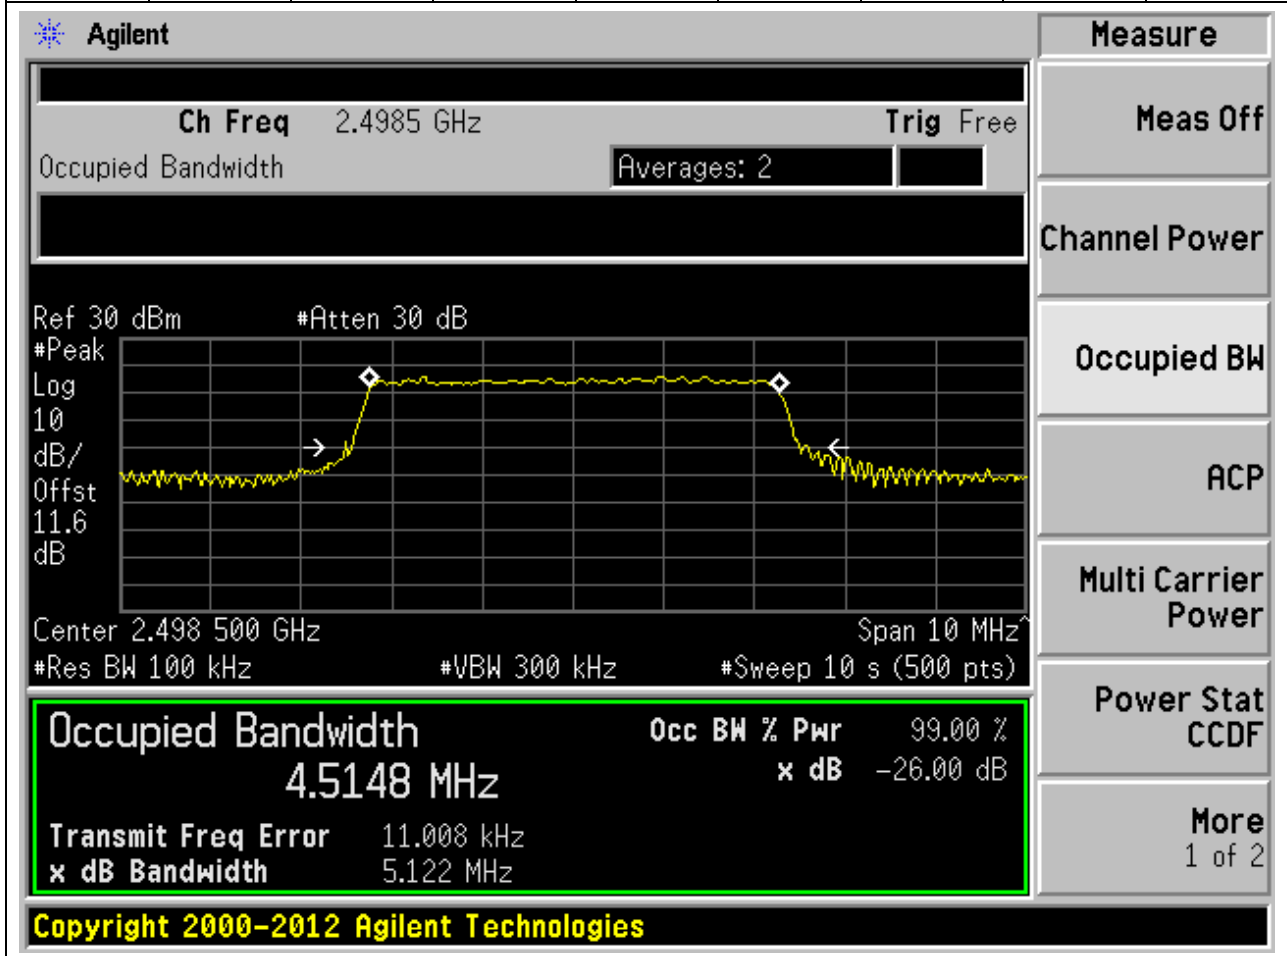 Agilent
Measure
Ch Freq 2.4985 GHz Trig Free
Occupied Bandwidth Averages: 2
Meas Off
Channel Power
Occupied BW
ACP
Multi Carrier
Power
Power Stat
CCDF
More
1 of 2
Ref 30 dBm #Atten 30 dB
#Peak
Log
10
dB/
Offst
11.6
dB
Center 2.498 500 GHz Span 10 MHz^
#Res BW 100 kHz #VBW 300 kHz #Sweep 10 s (500 pts)
Occupied Bandwidth Occ BW % Pwr 99.00 %
4.5148 MHz x dB -26.00 dB
Transmit Freq Error 11.008 kHz
x dB Bandwidth 5.122 MHz
Copyright 2000-2012 Agilent Technologies